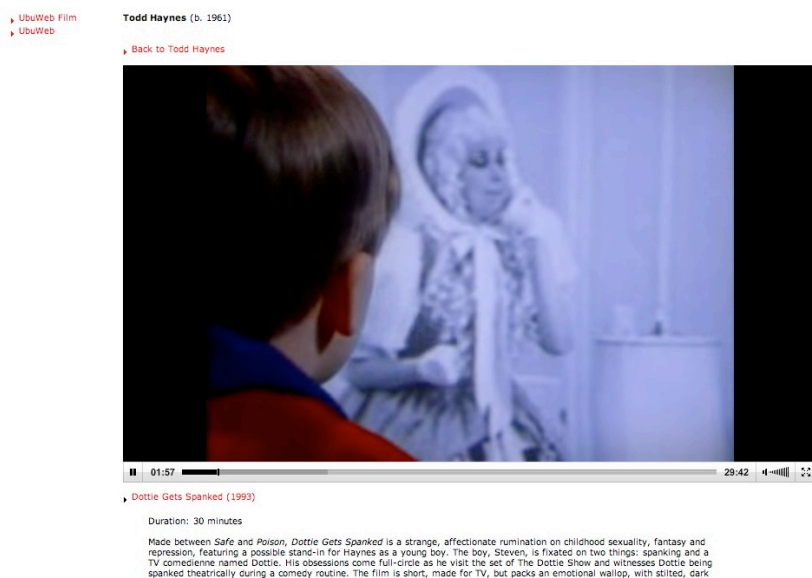 UbuWeb Film
UbuWeb
Todd Haynes (b. 1961)
Back to Todd Haynes
01:57
29:42
Dottie Gets Spanked (1993)
Duration: 30 minutes
Made between Safe and Poison, Dottie Gets Spanked is a strange, affectionate rumination on childhood sexuality, fantasy and
repression, featuring a possible stand-in for Haynes as a young boy. The boy, Steven, is fixated on two things: spanking and a
TV comedienne named Dottie. His obsessions come full-circle as he visit the set of The Dottie Show and witnesses Dottie being
spanked theatrically during a comedy routine. The film is short, made for TV, but packs an emotional wallop, with stilted, dark